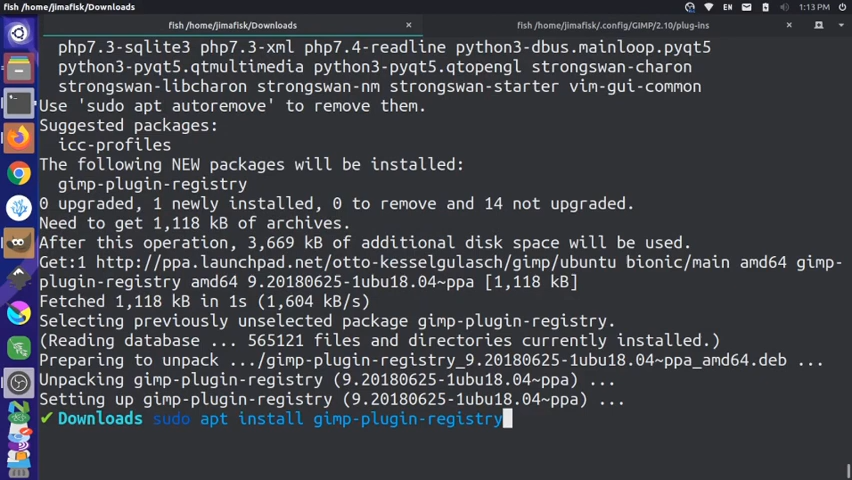 fish /home/jimafisk/Downloads
EN
1:13 PM
fish /home/jimafisk/Downloads
fish /home/jimafisk/.config/GIMP/2.10/plug-ins
php7.3-sqlite3 php7.3-xml php7.4-readline python3-dbus.mainloop.pyqt5
python3-pyqt5.qtmultimedia python3-pyqt5.qtopengl strongswan-charon
strongswan-libcharon strongswan-nm strongswan-starter vim-gui-common
Use 'sudo apt autoremove' to remove them.
Suggested packages:
icc-profiles
The following NEW packages will be installed:
gimp-plugin-registry
0 upgraded, 1 newly installed, 0 to remove and 14 not upgraded.
Need to get 1,118 kB of archives.
After this operation, 3,669 kB of additional disk space will be used.
Get:1 http://ppa.launchpad.net/otto-kesselgulasch/gimp/ubuntu bionic/main amd64 gimp-
plugin-registry amd64 9.20180625-1ubu18.04~ppa [1,118 kB]
Fetched 1,118 kB in 1s (1,604 kB/s)
Selecting previously unselected package gimp-plugin-registry.
(Reading database ... 565121 files and directories currently installed.)
Preparing to unpack .../gimp-plugin-registry_9.20180625-1ubu18.04~ppa_amd64.deb ...
Unpacking gimp-plugin-registry (9.20180625-1ubu18.04~ppa) ...
Setting up gimp-plugin-registry (9.20180625-1ubu18.04~ppa) ...
✔ Downloads sudo apt install gimp-plugin-registry